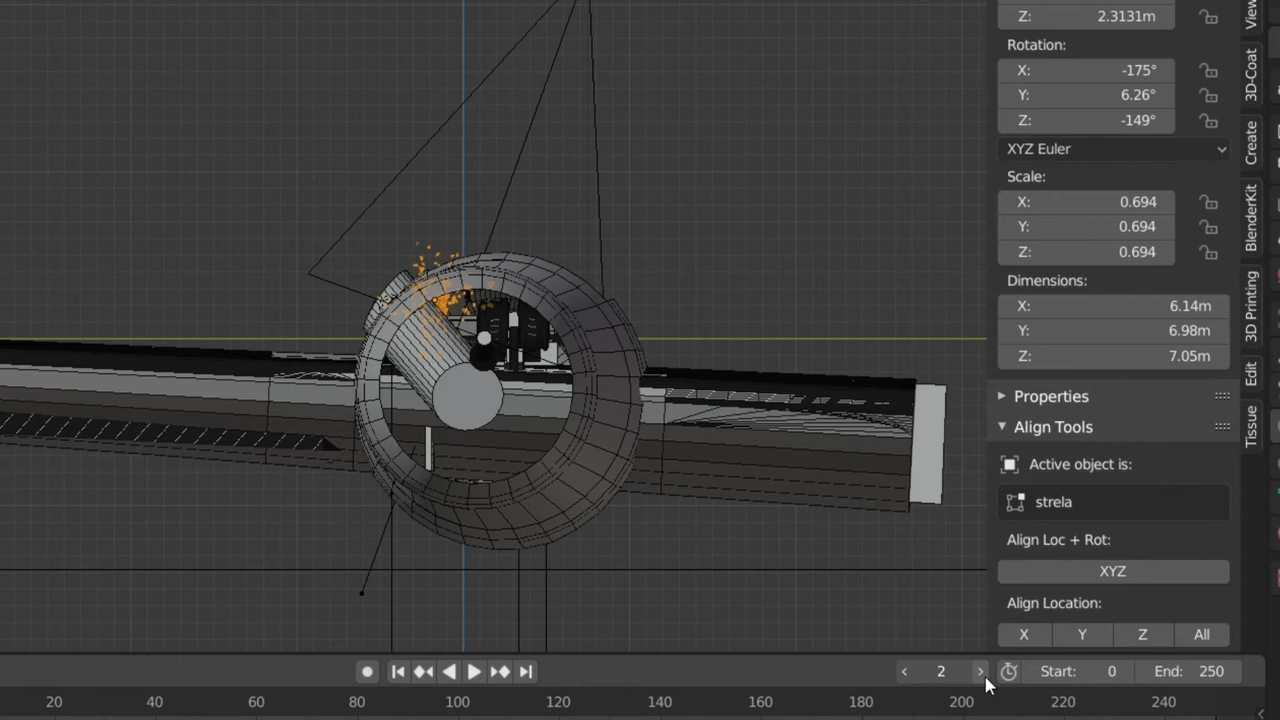 Z: 2.3131m
View
Rotation:
X: -175°
Y: 6.26°
Z: -149°
XYZ Euler
Scale:
X: 0.694
Y: 0.694
Z: 0.694
Dimensions:
X: 6.14m
Y: 6.98m
Z: 7.05m
Properties
Align Tools
Active object is:
strela
Align Loc + Rot:
XYZ
Align Location:
X Y Z All
3D-Coat
Create
BlenderKit
3D Printing
Edit
Tissue
2 Start: 0 End: 250
20 40 60 80 100 120 140 160 180 200 220 240